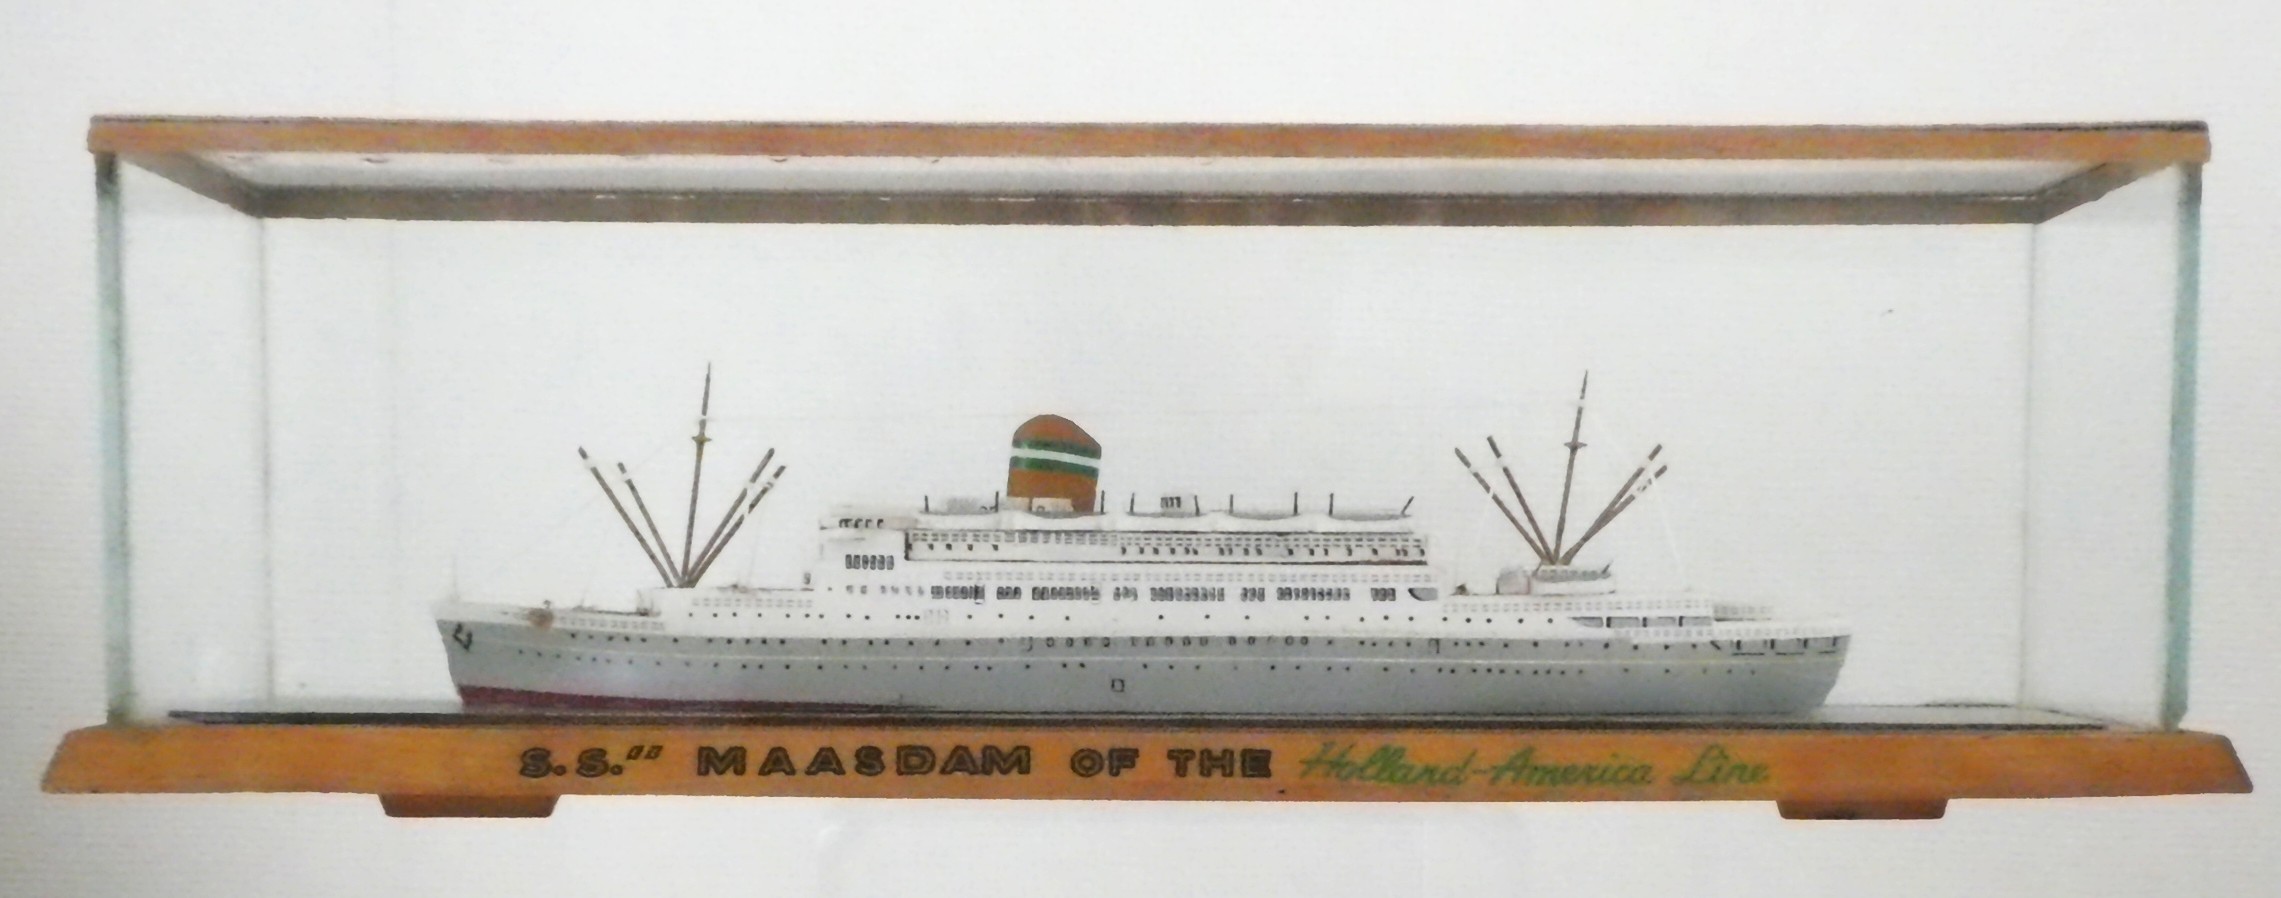 S.S."" MAASDAM OF THE Holland-America Line